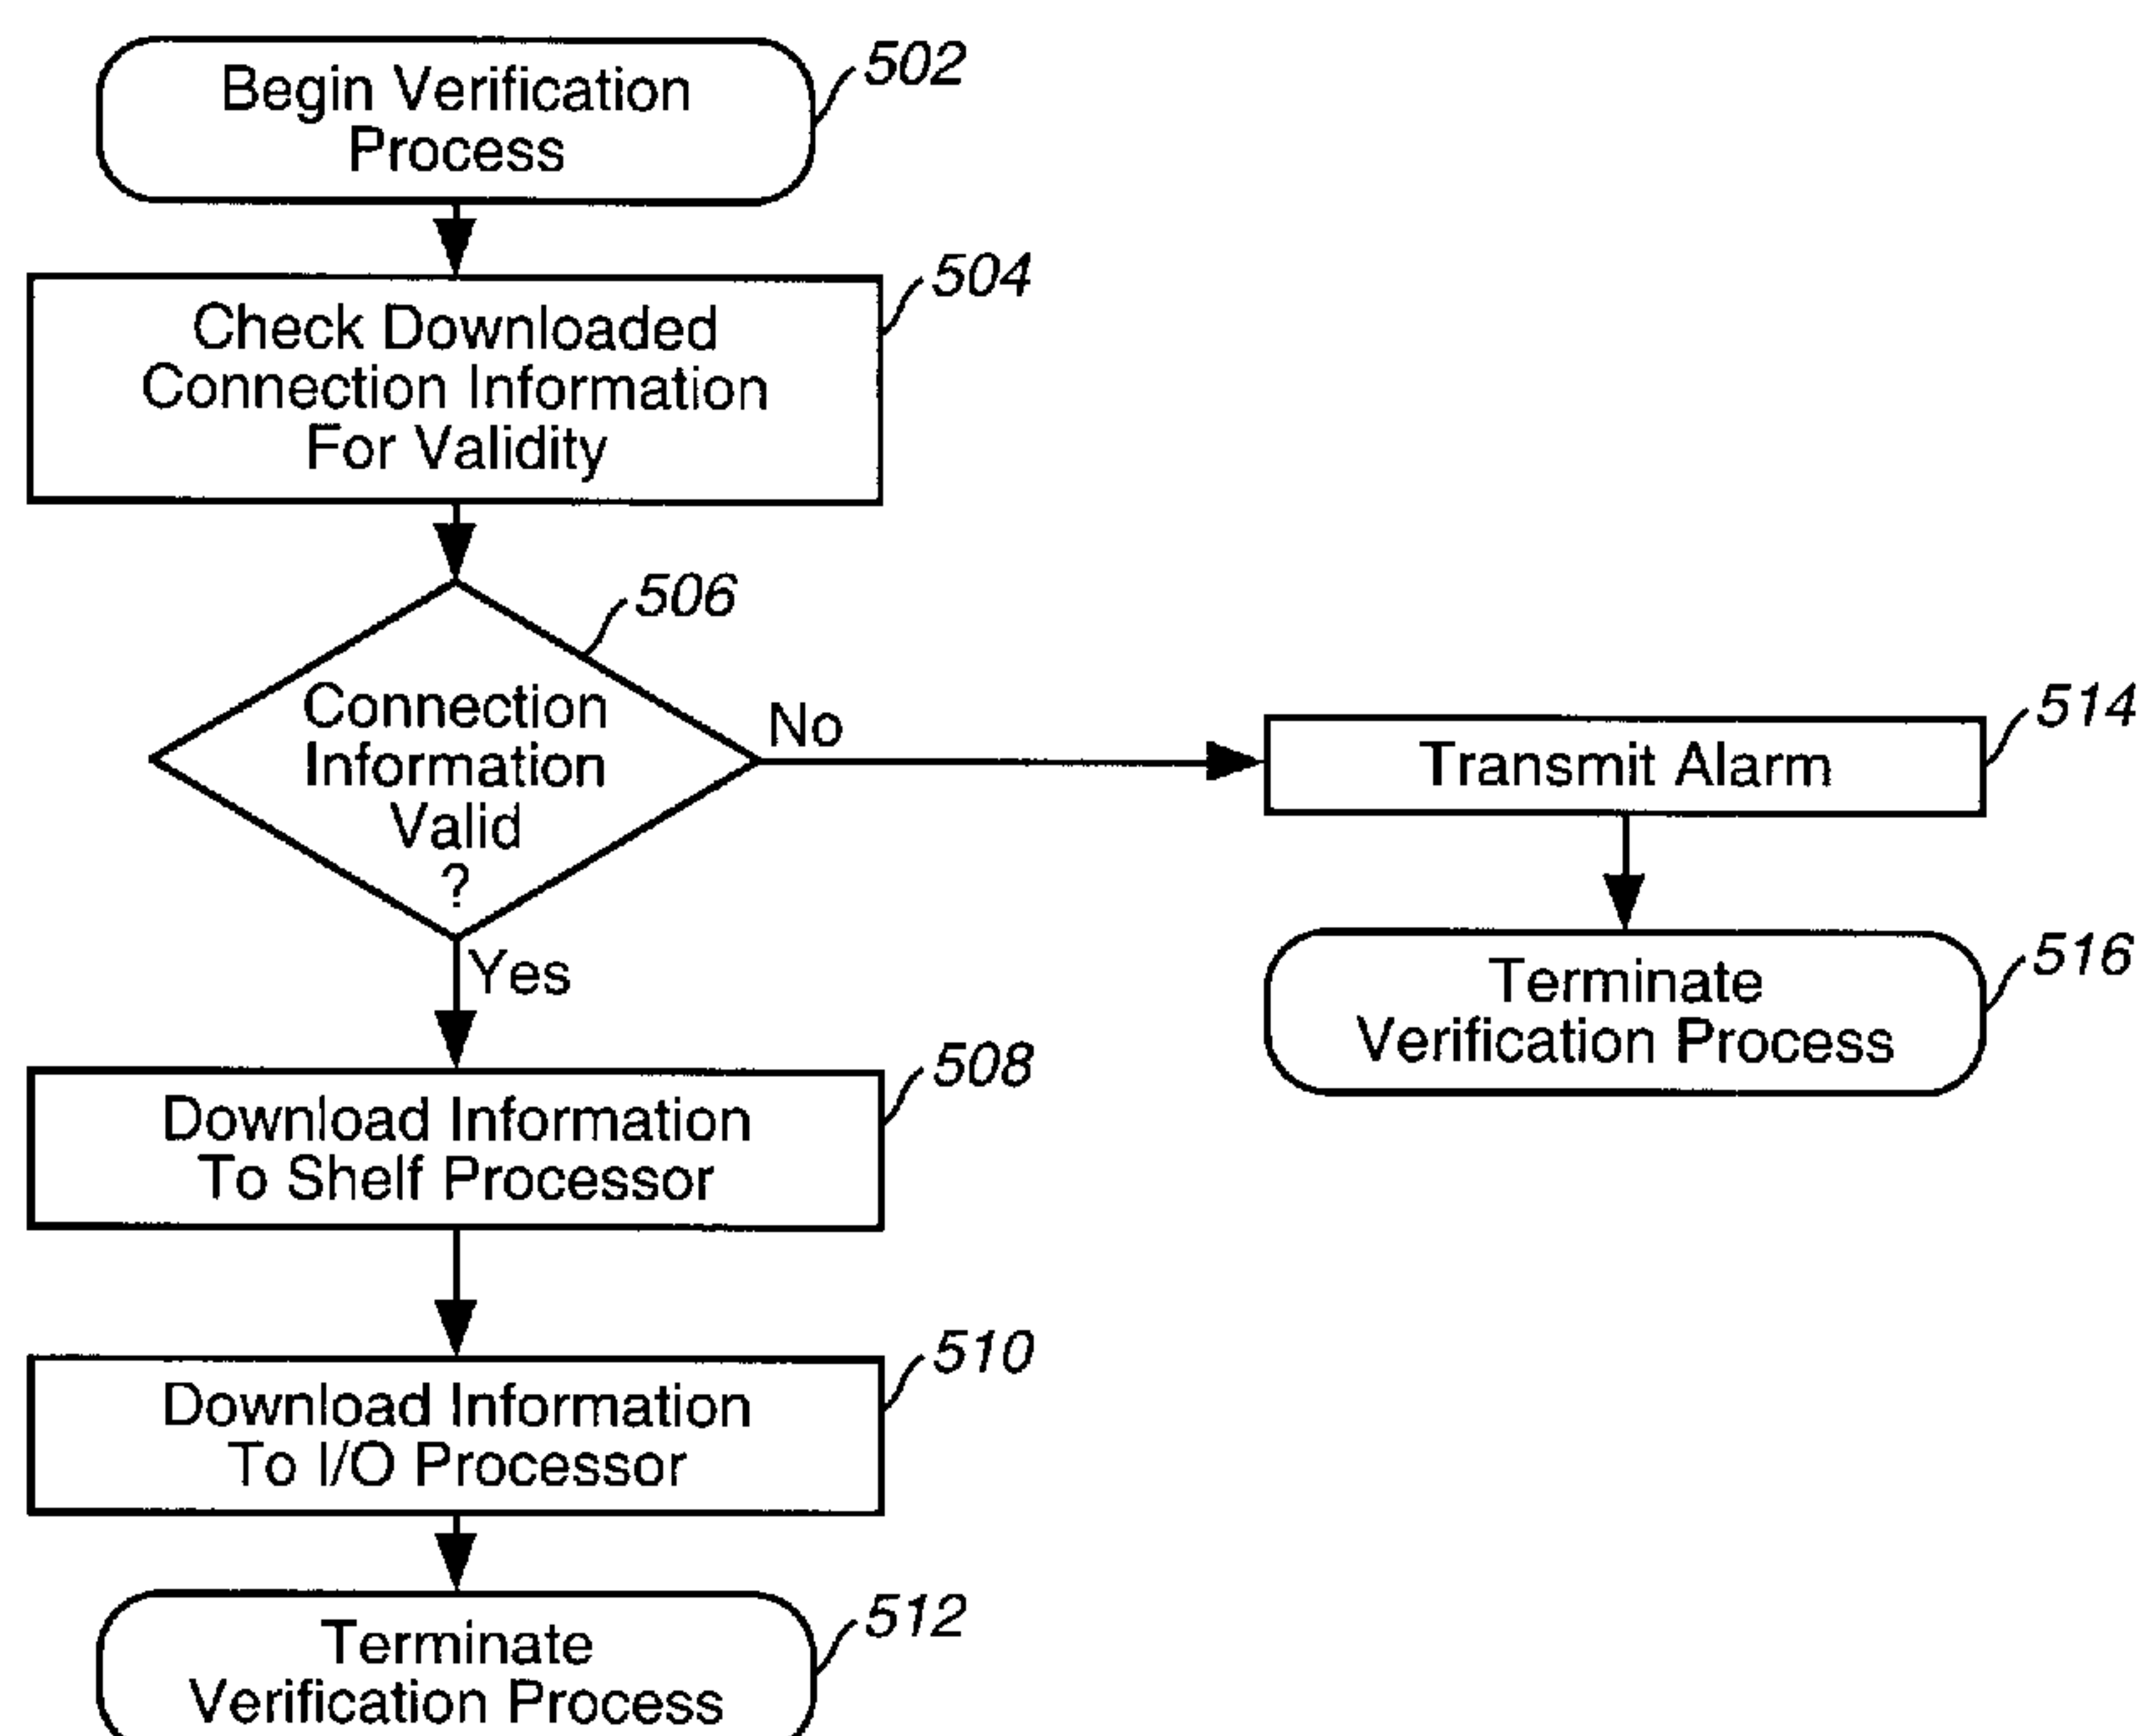 Begin Verification
Process
502
Check Downloaded
Connection Information
For Validity
504
Connection
Information
Valid
?
506
No
Transmit Alarm
514
Terminate
Verification Process
516
Yes
Download Information
To Shelf Processor
508
Download Information
To I/O Processor
510
Terminate
Verification Process
512